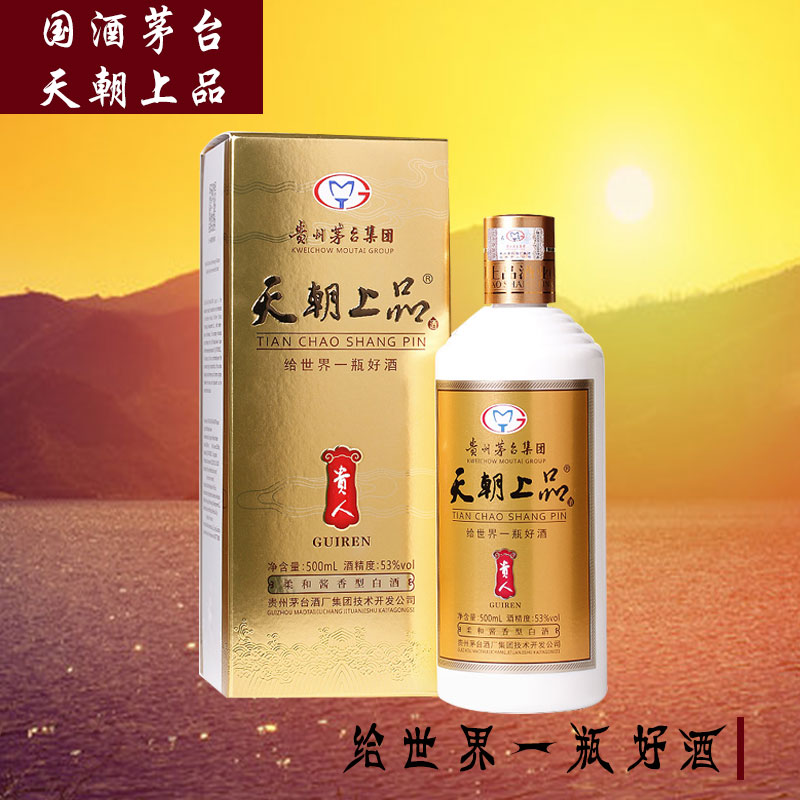 国酒茅台
天朝上品
贵州茅台集团
KWEICHOW MOUTAI GROUP
天朝上品®
酒
TIAN CHAO SHANG PIN
给世界一瓶好酒
贵人
GUIREN
净含量:500mL 酒精度:53%vol
柔和酱香型白酒
贵州茅台酒厂集团技术开发公司
上品
AO SHAN
贵州茅台集团
KWEICHOW MOUTAI GROUP
天朝上品®
酒
TIAN CHAO SHANG PIN
给世界一瓶好酒
贵人
GUIREN
净含量:500mL 酒精度:53%vol
柔和酱香型白酒
贵州茅台酒厂集团技术开发公司
给世界一瓶好酒